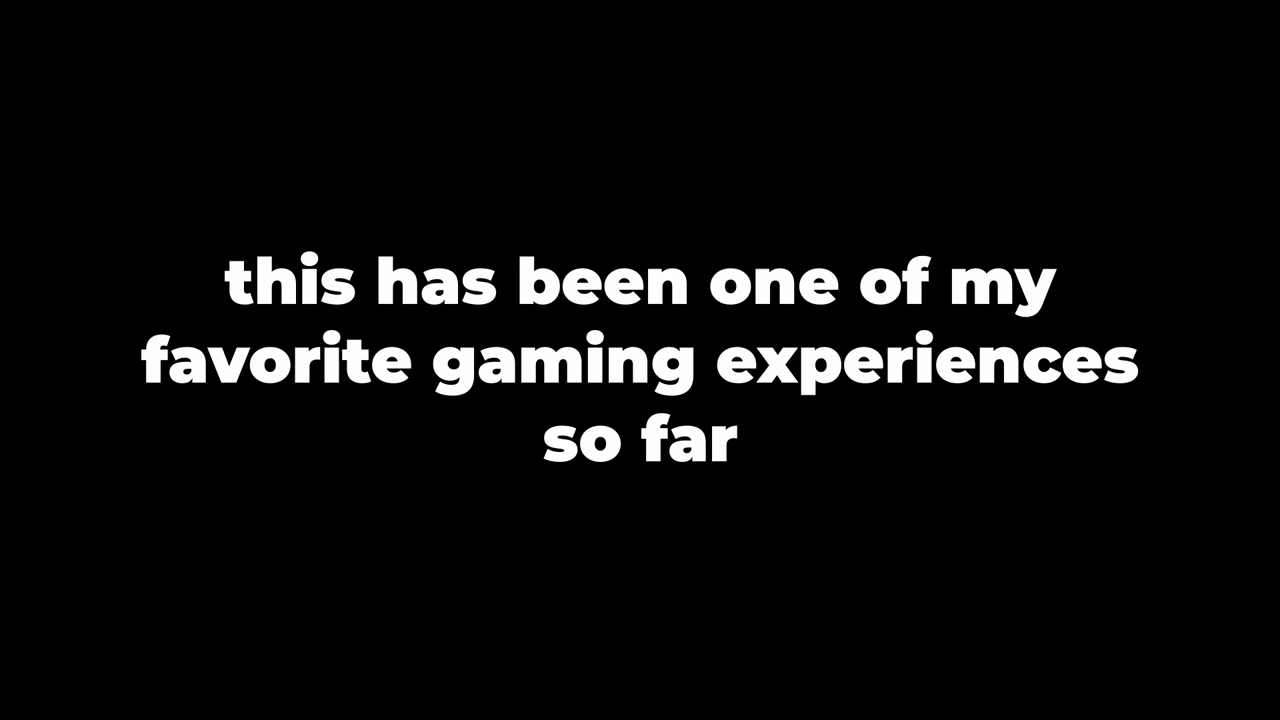 this has been one of my
favorite gaming experiences
so far